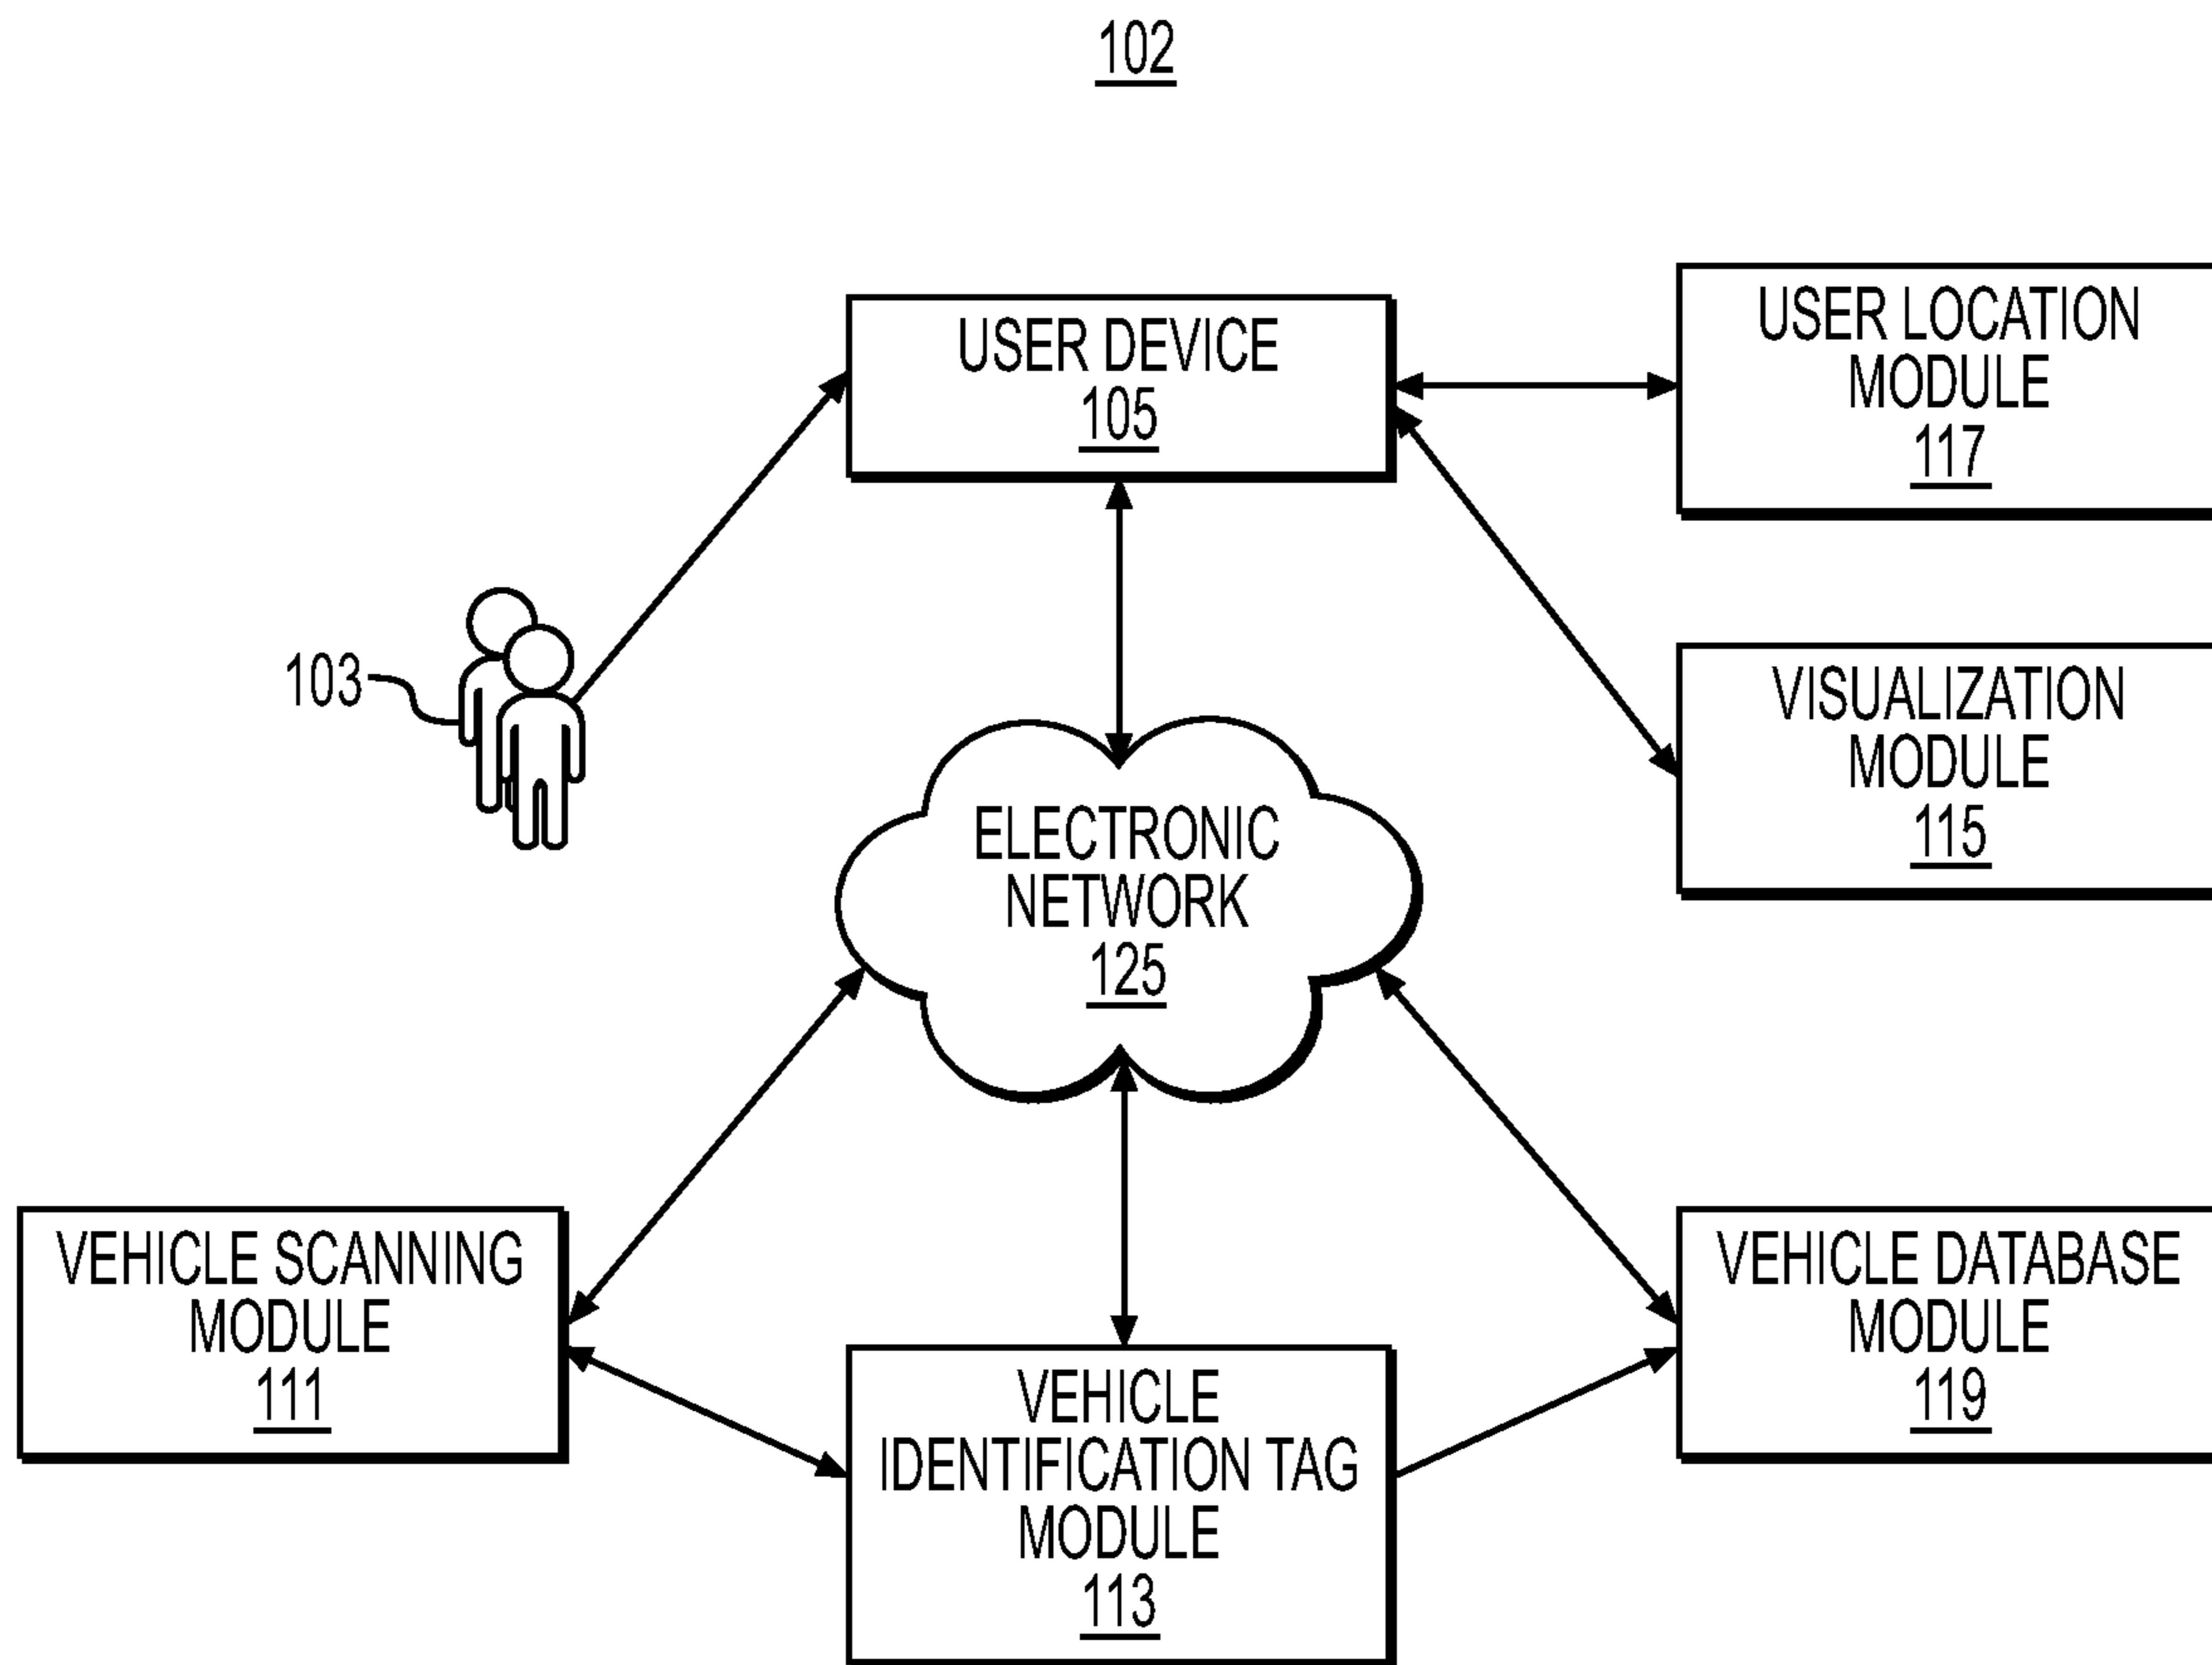 102
USER DEVICE
105
USER LOCATION
MODULE
117
103
VISUALIZATION
MODULE
115
ELECTRONIC
NETWORK
125
VEHICLE SCANNING
MODULE
111
VEHICLE
IDENTIFICATION TAG
MODULE
113
VEHICLE DATABASE
MODULE
119